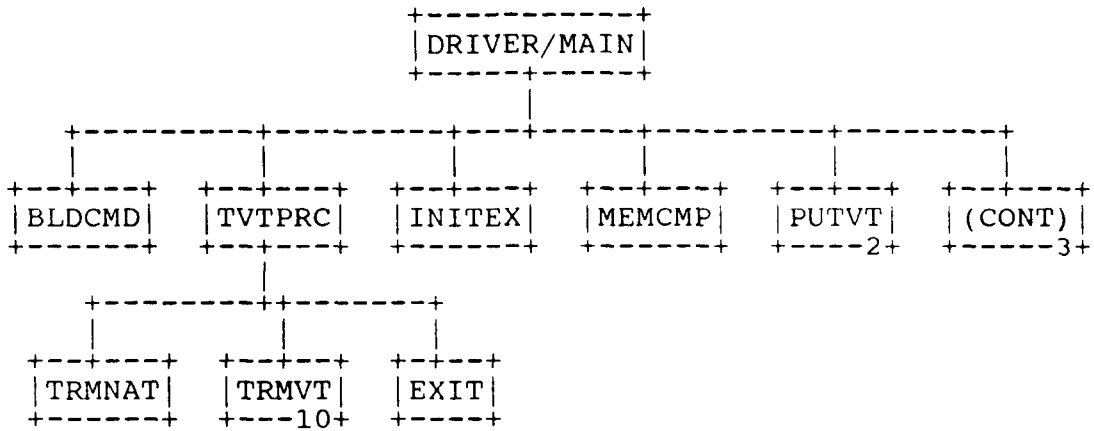 DRIVER/MAIN
BLDCMD TVTPRC INITEX MEMCMP PUTVT (CONT)
2 3
TRMNAT TRMVT EXIT
10